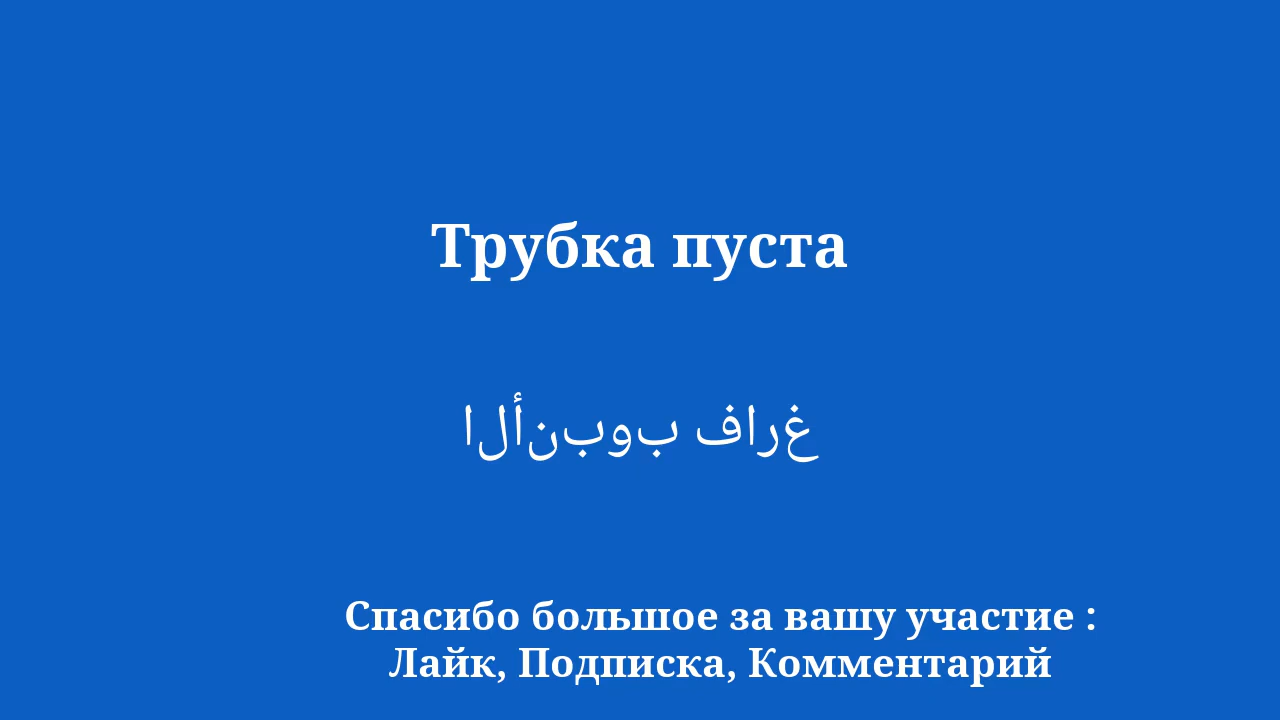 Трубка пуста
الأنبوب فارغ
Спасибо большое за вашу участие :
Лайк, Подписка, Комментарий